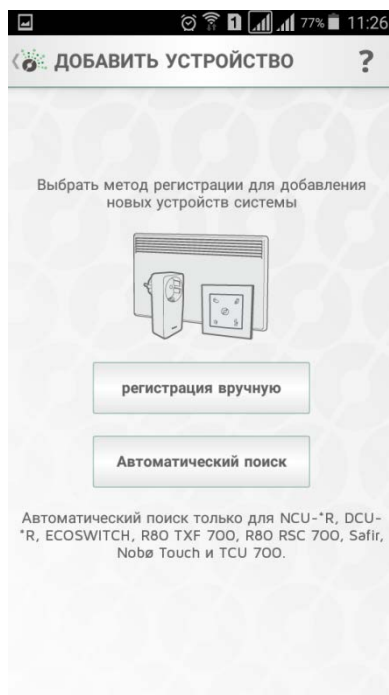 1 77% 11:26
ДОБАВИТЬ УСТРОЙСТВО ?
Выбрать метод регистрации для добавления
новых устройств системы
регистрация вручную
Автоматический поиск
Автоматический поиск только для NCU-*R, DCU-
*R, ECOSWITCH, R80 TXF 700, R80 RSC 700, Safir,
Nobø Touch и TCU 700.